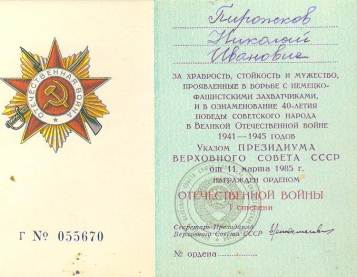 ОТЕЧЕСТВЕННАЯ ВОЙНА
Г № 055670
Пирожков
Николай
Иванович
ЗА ХРАБРОСТЬ, СТОЙКОСТЬ И МУЖЕСТВО,
ПРОЯВЛЕННЫЕ В БОРЬБЕ С НЕМЕЦКО-
ФАШИСТСКИМИ ЗАХВАТЧИКАМИ,
И В ОЗНАМЕНОВАНИЕ 40-ЛЕТИЯ
ПОБЕДЫ СОВЕТСКОГО НАРОДА
В ВЕЛИКОЙ ОТЕЧЕСТВЕННОЙ ВОЙНЕ
1941—1945 ГОДОВ
УКАЗОМ ПРЕЗИДИУМА
ВЕРХОВНОГО СОВЕТА СССР
от 11 марта 1985 г.
НАГРАЖДЕН ОРДЕНОМ
ОТЕЧЕСТВЕННОЙ ВОЙНЫ
I степени
Секретарь Президиума
Верховного Совета СССР
№ ордена